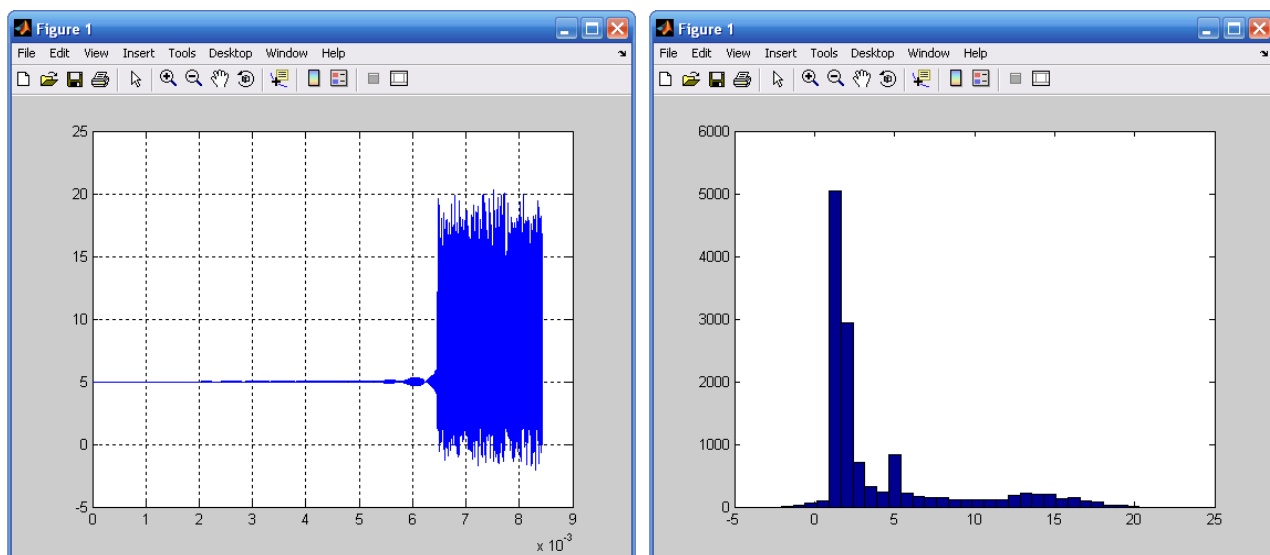 Figure 1
File Edit View Insert Tools Desktop Window Help
25
20
15
10
5
0
-5
0 1 2 3 4 5 6 7 8 9
x 10⁻³
Figure 1
File Edit View Insert Tools Desktop Window Help
6000
5000
4000
3000
2000
1000
0
-5 0 5 10 15 20 25